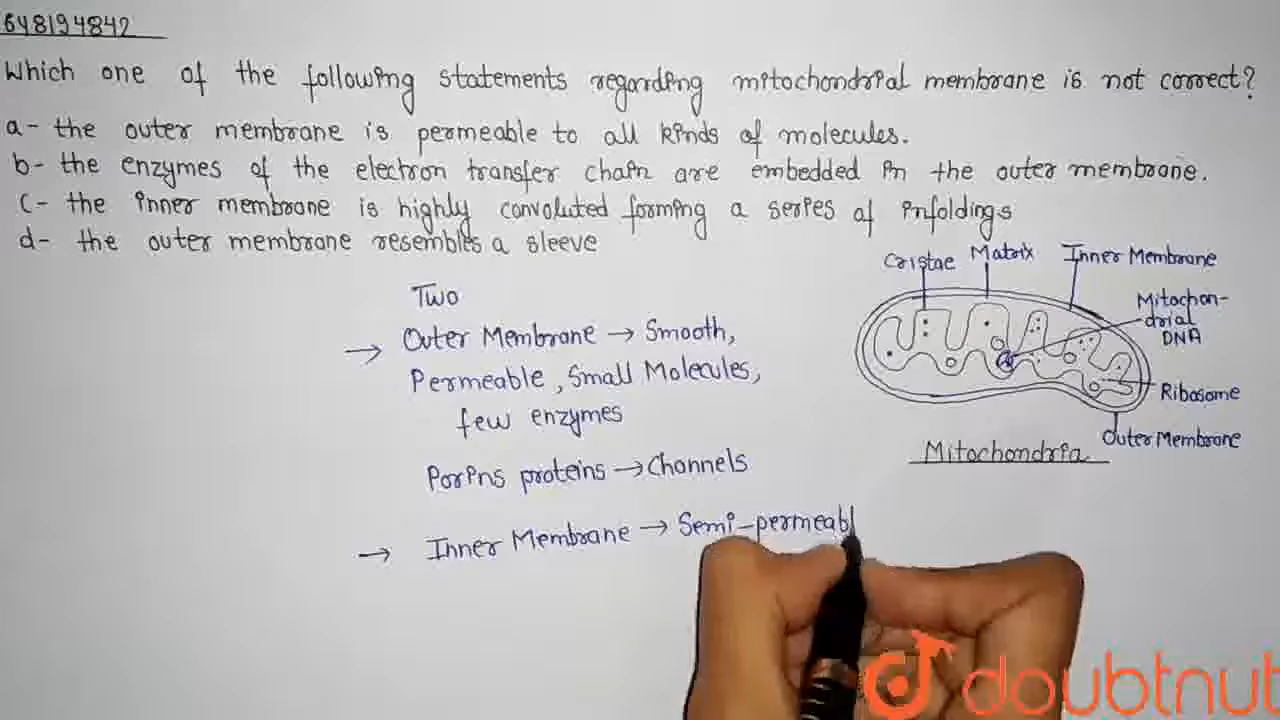 648194842
Which one of the following statements regarding mitochondrial membrane is not correct?
a- the outer membrane is permeable to all kinds of molecules.
b- the enzymes of the electron transfer chain are embedded in the outer membrane.
c- the inner membrane is highly convoluted forming a series of infoldings
d- the outer membrane resembles a sleeve
Cristae Matrix Inner Membrane
Mitochon-
drial
DNA
Ribosome
Outer Membrane
Mitochondria
Two
→ Outer Membrane → Smooth,
Permeable, Small Molecules,
few enzymes
Porins proteins → Channels
→ Inner Membrane → Semi-permeabl
doubtnut